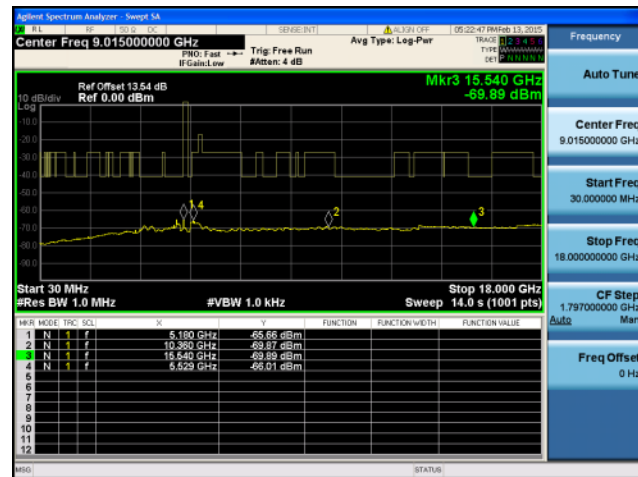 Agilent Spectrum Analyzer - Swept SA
RL RF 50 Ω DC SENSE:INT ALIGN OFF 05:22:47 PM Feb 13, 2015
Center Freq 9.015000000 GHz
PNO: Fast
IFGain:Low
Trig: Free Run
#Atten: 4 dB
Avg Type: Log-Pwr
TRACE 1 2 3 4 5 6
TYPE
DET P N N N N N
Ref Offset 13.54 dB
10 dB/div Ref 0.00 dBm
Log
Mkr3 15.540 GHz
-69.89 dBm
-10.0
-20.0
-30.0
-40.0
-50.0
-60.0
-70.0
-80.0
-90.0
1 4 2 3
Start 30 MHz Stop 18.000 GHz
#Res BW 1.0 MHz #VBW 1.0 kHz Sweep 14.0 s (1001 pts)
MKR MODE TRC SCL X Y FUNCTION FUNCTION WIDTH FUNCTION VALUE
1 N 1 f 5.180 GHz -65.66 dBm
2 N 1 f 10.360 GHz -69.87 dBm
3 N 1 f 15.540 GHz -69.89 dBm
4 N 1 f 5.529 GHz -66.01 dBm
5
6
7
8
9
10
11
12
MSG STATUS
Frequency
Auto Tune
Center Freq
9.015000000 GHz
Start Freq
30.000000 MHz
Stop Freq
18.000000000 GHz
CF Step
1.797000000 GHz
Auto Man
Freq Offset
0 Hz